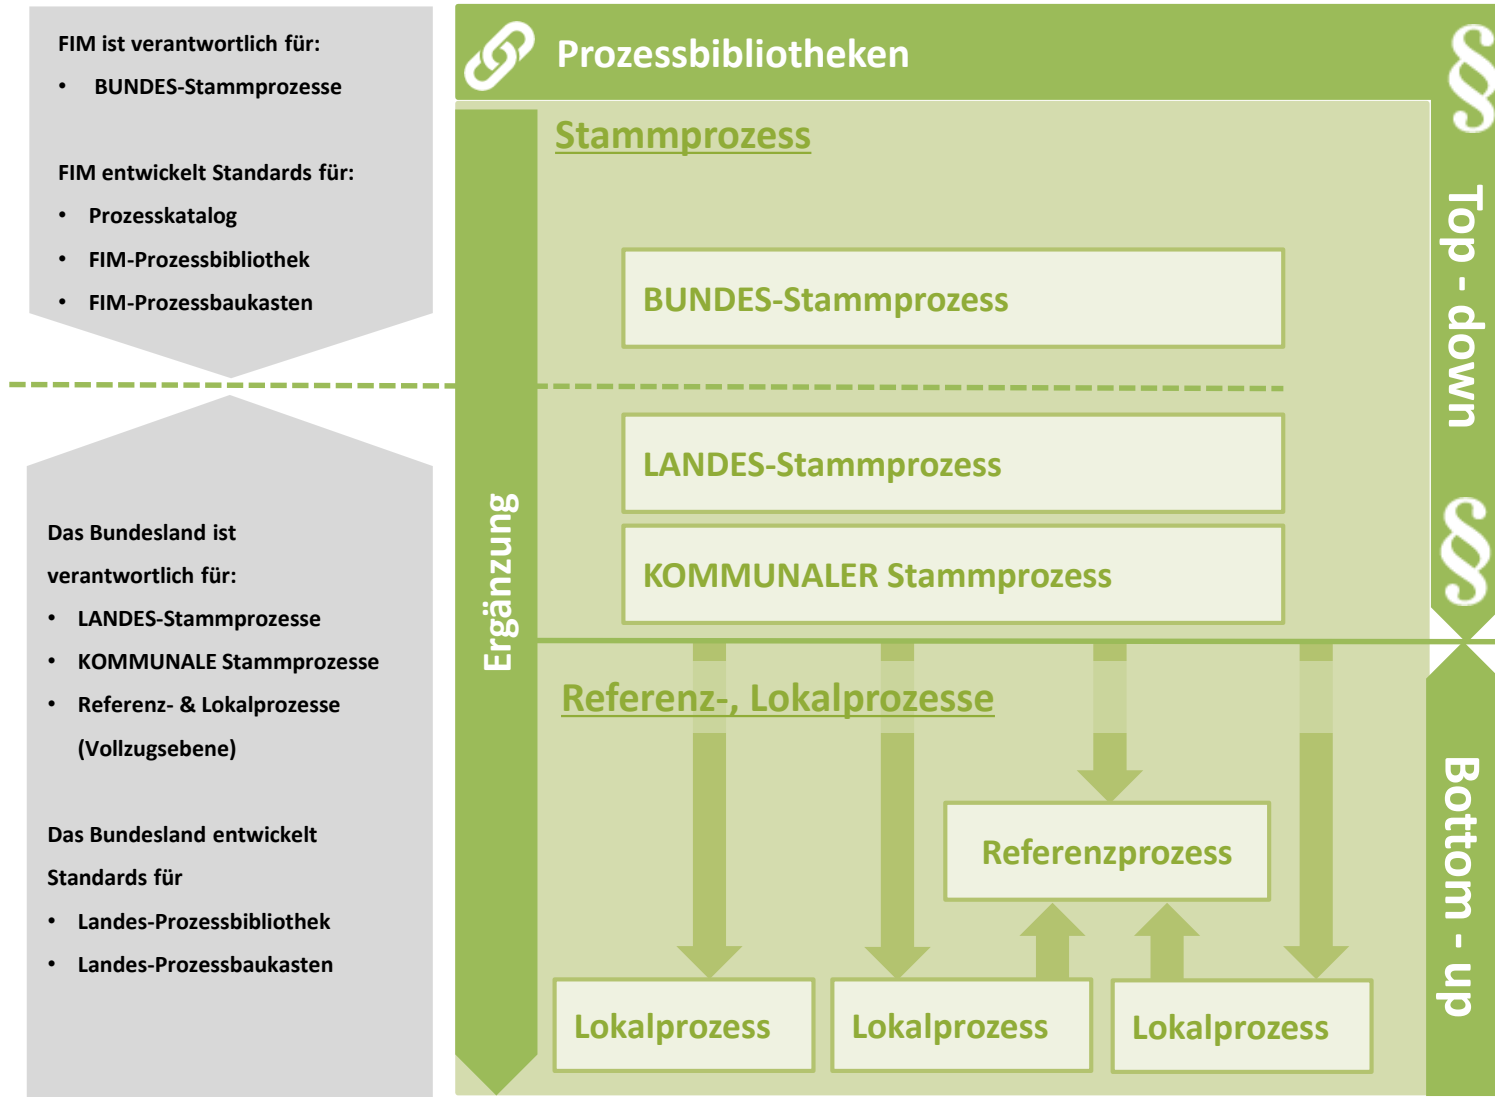 FIM ist verantwortlich für:
• BUNDES-Stammprozesse
FIM entwickelt Standards für:
• Prozesskatalog
• FIM-Prozessbibliothek
• FIM-Prozessbaukasten
Das Bundesland ist
verantwortlich für:
• LANDES-Stammprozesse
• KOMMUNALE Stammprozesse
• Referenz- & Lokalprozesse
(Vollzugsebene)
Das Bundesland entwickelt
Standards für
• Landes-Prozessbibliothek
• Landes-Prozessbaukasten
Prozessbibliotheken
Ergänzung
Stammprozess
BUNDES-Stammprozess
LANDES-Stammprozess
KOMMUNALER Stammprozess
Referenz-, Lokalprozesse
Referenzprozess
Lokalprozess
Lokalprozess
Lokalprozess
§
Top - down
§
Bottom - up